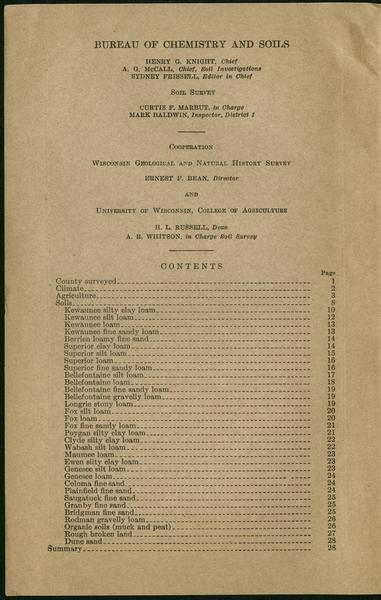 BUREAU OF CHEMISTRY AND SOILS
HENRY G. KNIGHT, Chief
A. G. McCALL, Chief, Soil Investigations
SYDNEY FRISSELL, Editor in Chief
SOIL SURVEY
CURTIS F. MARBUT, in Charge
MARK BALDWIN, Inspector, District 1
COOPERATION
WISCONSIN GEOLOGICAL AND NATURAL HISTORY SURVEY
ERNEST F. BEAN, Director
AND
UNIVERSITY OF WISCONSIN, COLLEGE OF AGRICULTURE
H. L. RUSSELL, Dean
A. R. WHITSON, in Charge Soil Survey
CONTENTS
Page
County surveyed 1
Climate 2
Agriculture 3
Soils 8
Kewaunee silty clay loam 10
Kewaunee silt loam 12
Kewaunee loam 13
Kewaunee fine sandy loam 13
Berrien loamy fine sand 14
Superior clay loam 14
Superior silt loam 15
Superior loam 16
Superior fine sandy loam 16
Bellefontaine silt loam 17
Bellefontaine loam 18
Bellefontaine fine sandy loam 19
Bellefontaine gravelly loam 19
Longrie stony loam 19
Fox silt loam 20
Fox loam 20
Fox fine sandy loam 21
Poygan silty clay loam 21
Clyde silty clay loam 22
Wabash silt loam 22
Maumee loam 23
Ewen silty clay loam 23
Genesee silt loam 23
Genesee loam 24
Coloma fine sand 24
Plainfield fine sand 24
Saugatuck fine sand 25
Granby fine sand 25
Bridgman fine sand 25
Rodman gravelly loam 26
Organic soils (muck and peat) 26
Rough broken land 27
Dune sand 28
Summary 28